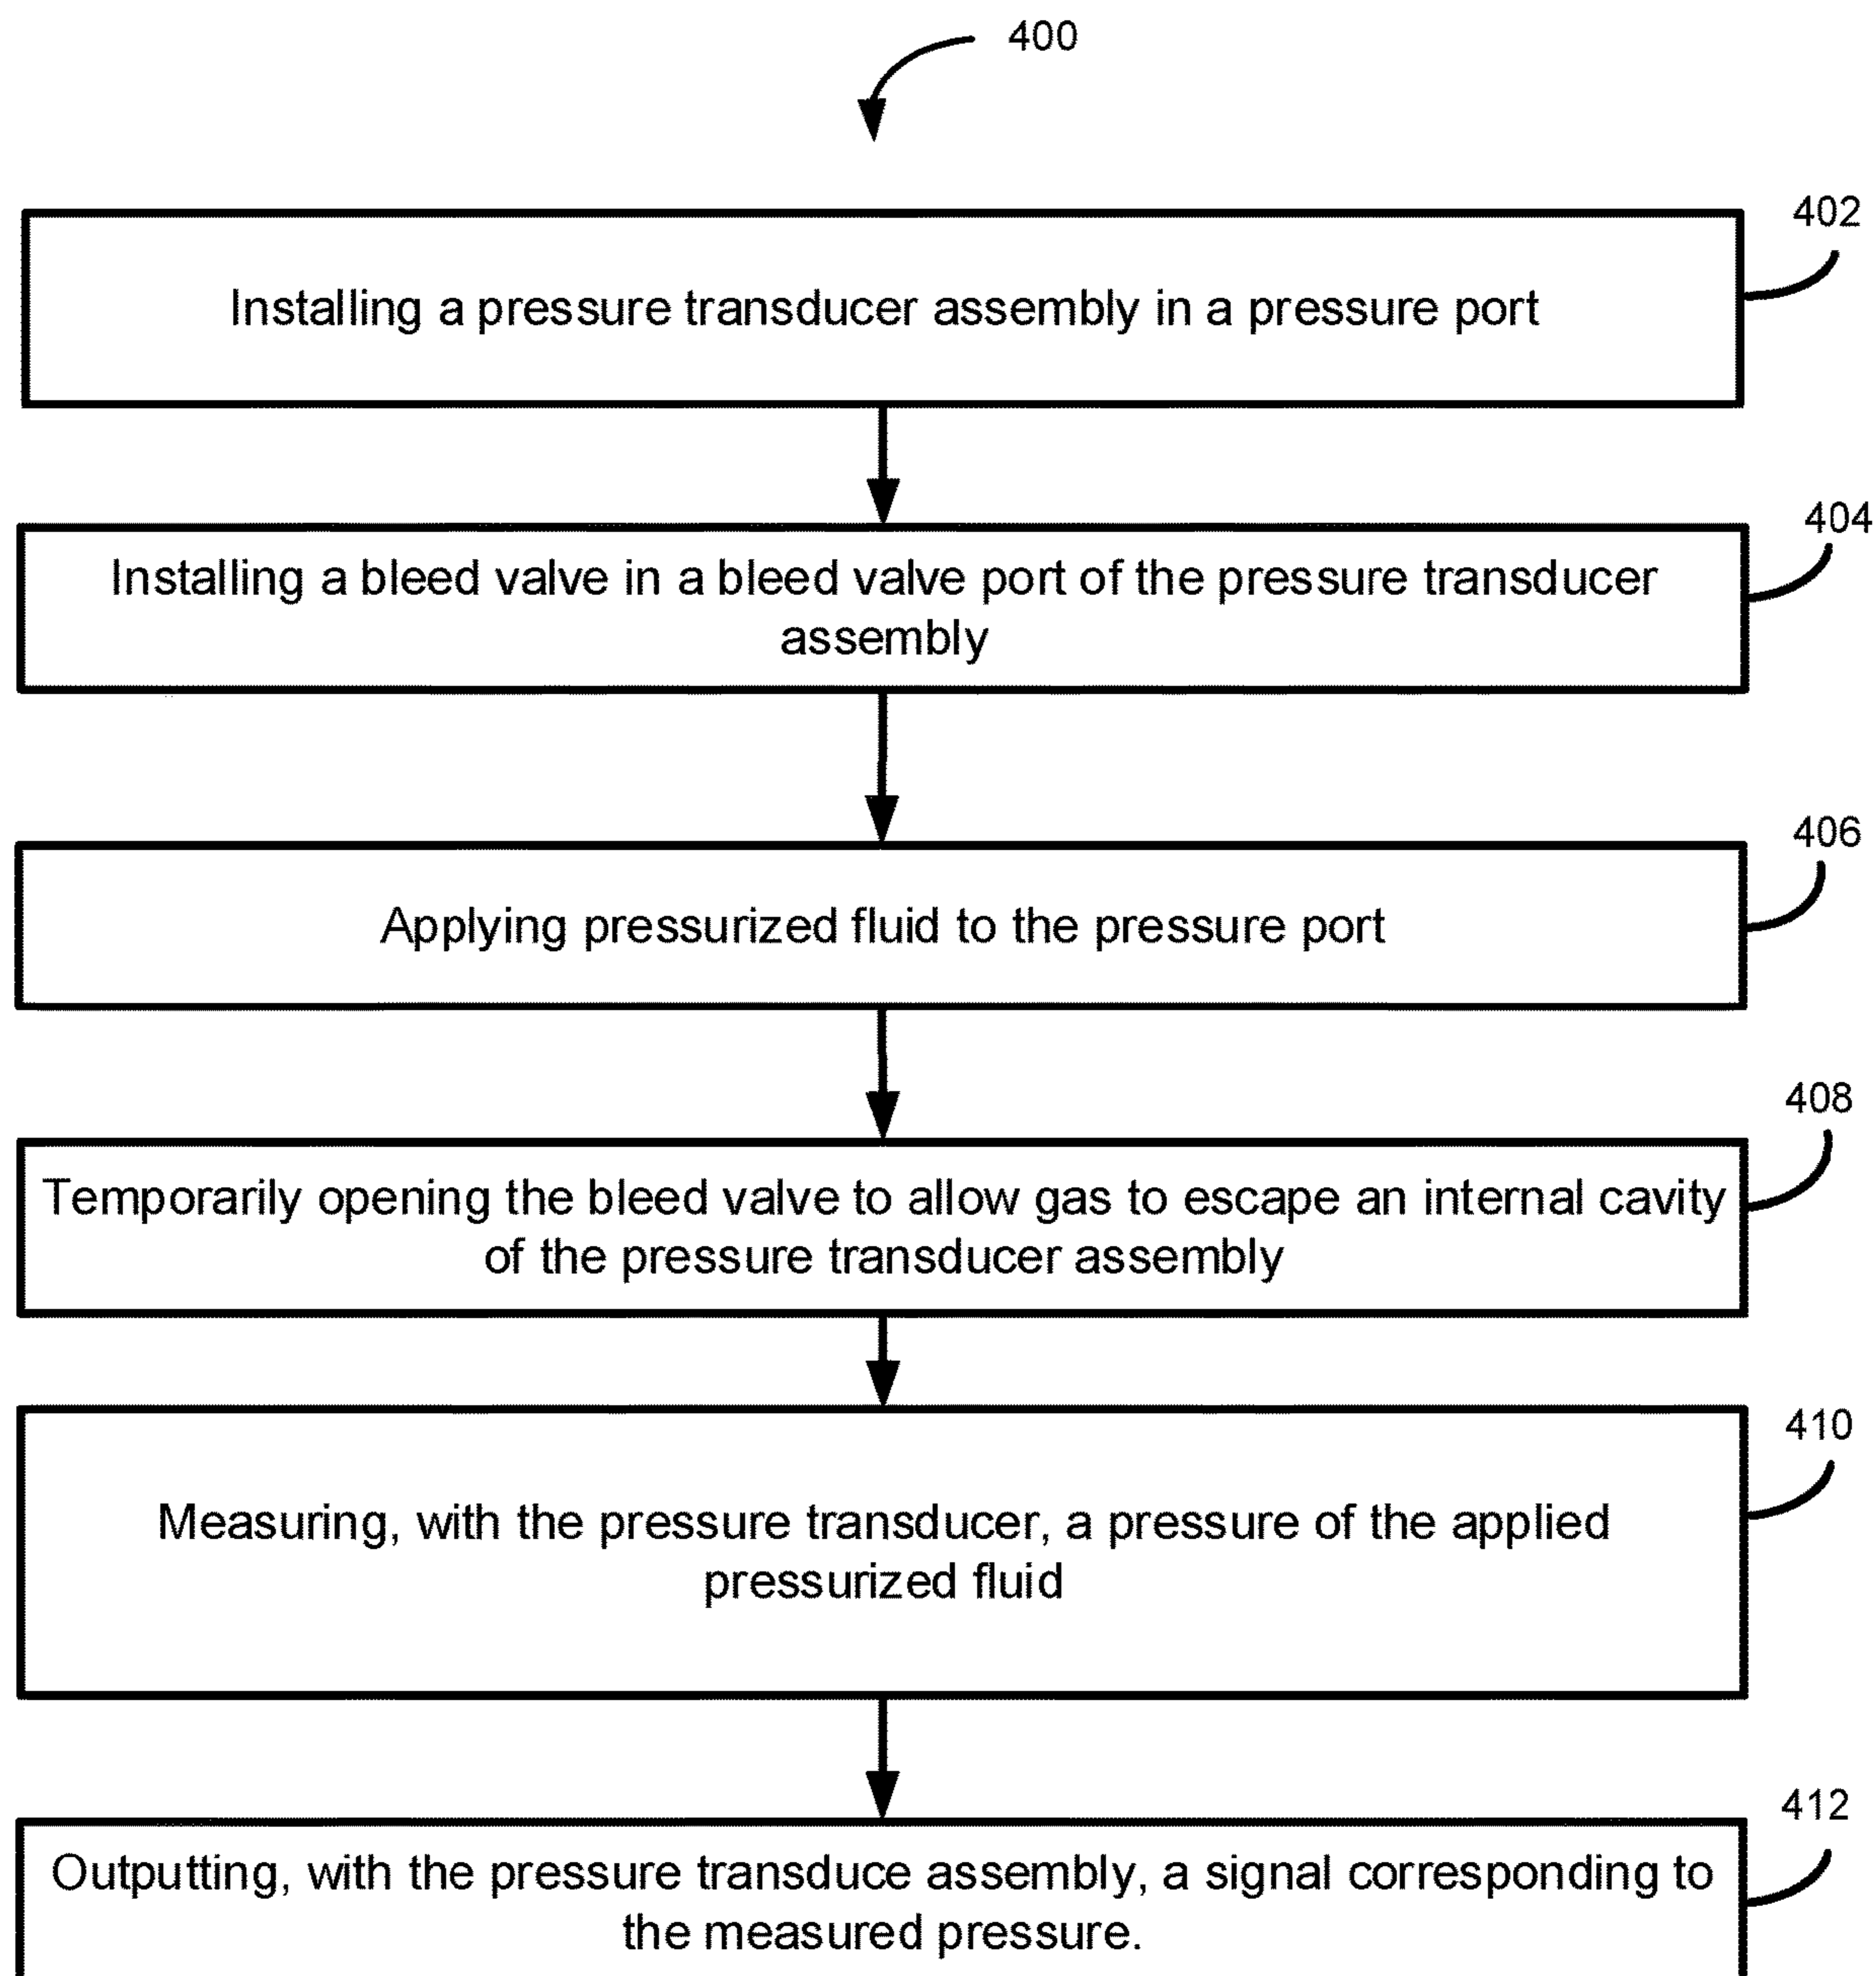 400
402
Installing a pressure transducer assembly in a pressure port
404
Installing a bleed valve in a bleed valve port of the pressure transducer
assembly
406
Applying pressurized fluid to the pressure port
408
Temporarily opening the bleed valve to allow gas to escape an internal cavity
of the pressure transducer assembly
410
Measuring, with the pressure transducer, a pressure of the applied
pressurized fluid
412
Outputting, with the pressure transduce assembly, a signal corresponding to
the measured pressure.